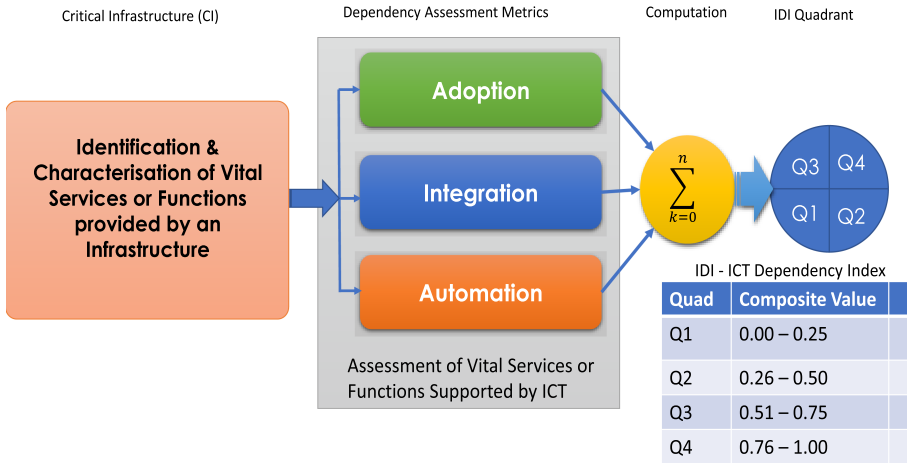 Critical Infrastructure (CI)
Dependency Assessment Metrics
Computation
IDI Quadrant
Identification &
Characterisation of Vital
Services or Functions
provided by an
Infrastructure
Adoption
Integration
Automation
Assessment of Vital Services or
Functions Supported by ICT
n
∑
k=0
Q3 Q4
Q1 Q2
IDI - ICT Dependency Index
Quad Composite Value
Q1 0.00 – 0.25
Q2 0.26 – 0.50
Q3 0.51 – 0.75
Q4 0.76 – 1.00